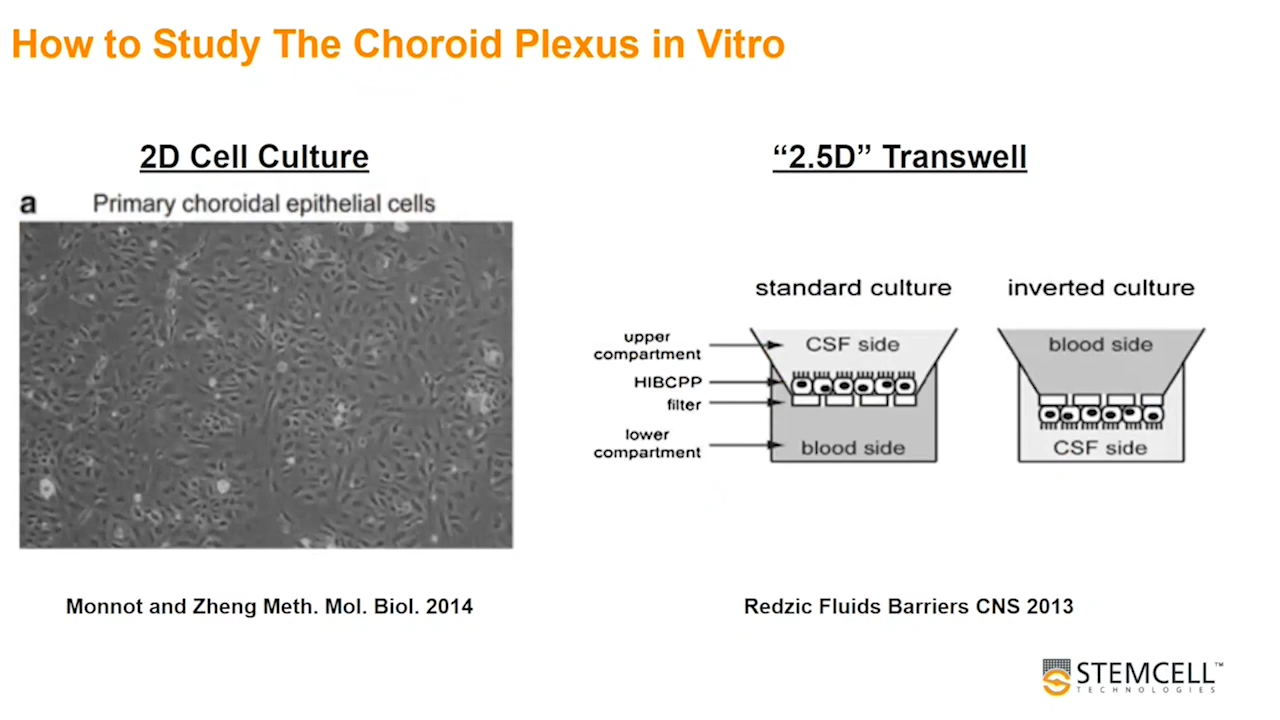 How to Study The Choroid Plexus in Vitro
2D Cell Culture
a Primary choroidal epithelial cells
Monnot and Zheng Meth. Mol. Biol. 2014
“2.5D” Transwell
standard culture
inverted culture
upper
compartment
HIBCPP
filter
lower
compartment
CSF side
blood side
blood side
CSF side
Redzic Fluids Barriers CNS 2013
STEMCELL™
TECHNOLOGIES